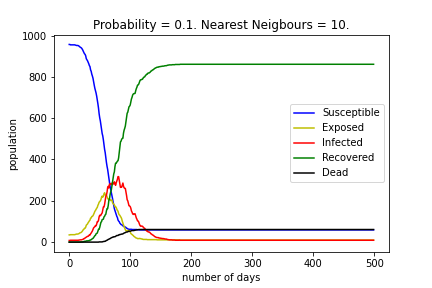 Probability = 0.1. Nearest Neigbours = 10.
1000
800
600
400
200
0
population
Susceptible
Exposed
Infected
Recovered
Dead
0 100 200 300 400 500
number of days